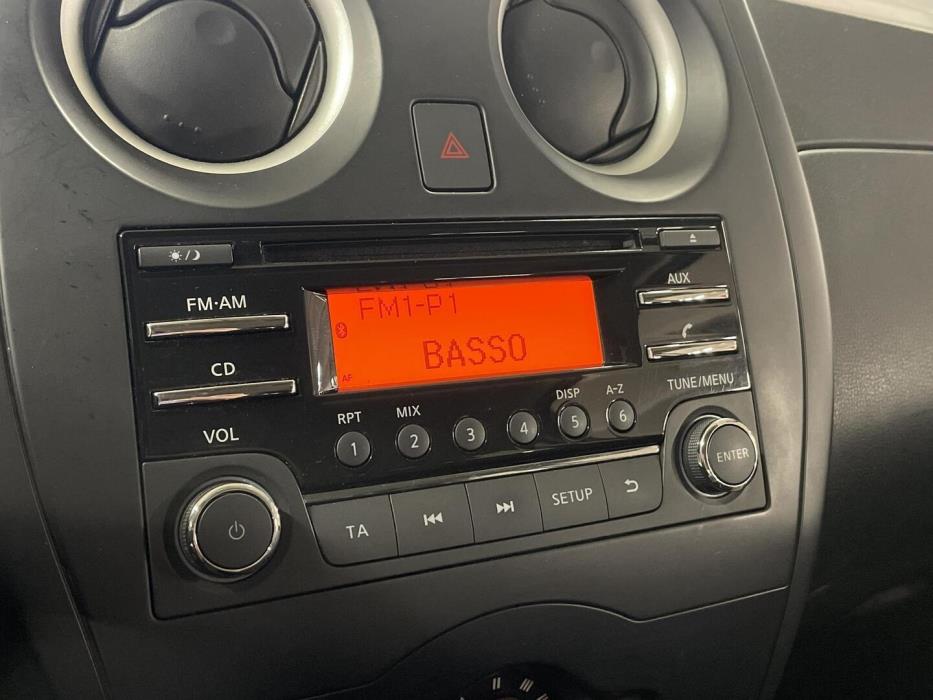 FM·AM
CD
VOL
FM1-P1
BASSO
AF
AUX
TUNE/MENU
RPT
MIX
DISP
A-Z
1
2
3
4
5
6
ENTER
TA
SETUP